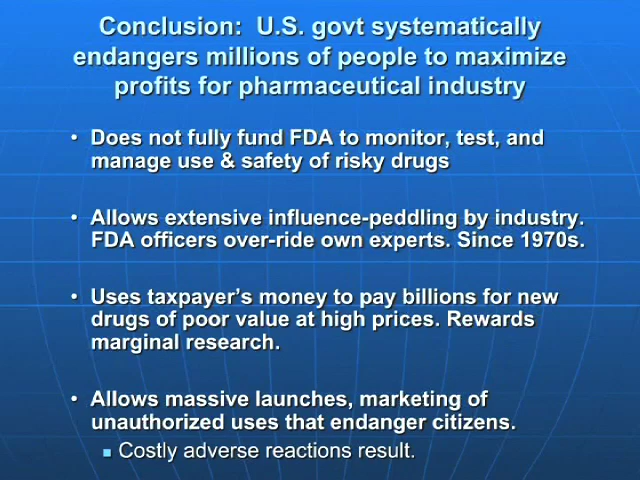 Conclusion:  U.S. govt systematically
endangers millions of people to maximize
profits for pharmaceutical industry
• Does not fully fund FDA to monitor, test, and
manage use & safety of risky drugs
• Allows extensive influence-peddling by industry.
FDA officers over-ride own experts. Since 1970s.
• Uses taxpayer's money to pay billions for new
drugs of poor value at high prices. Rewards
marginal research.
• Allows massive launches, marketing of
unauthorized uses that endanger citizens.
■ Costly adverse reactions result.